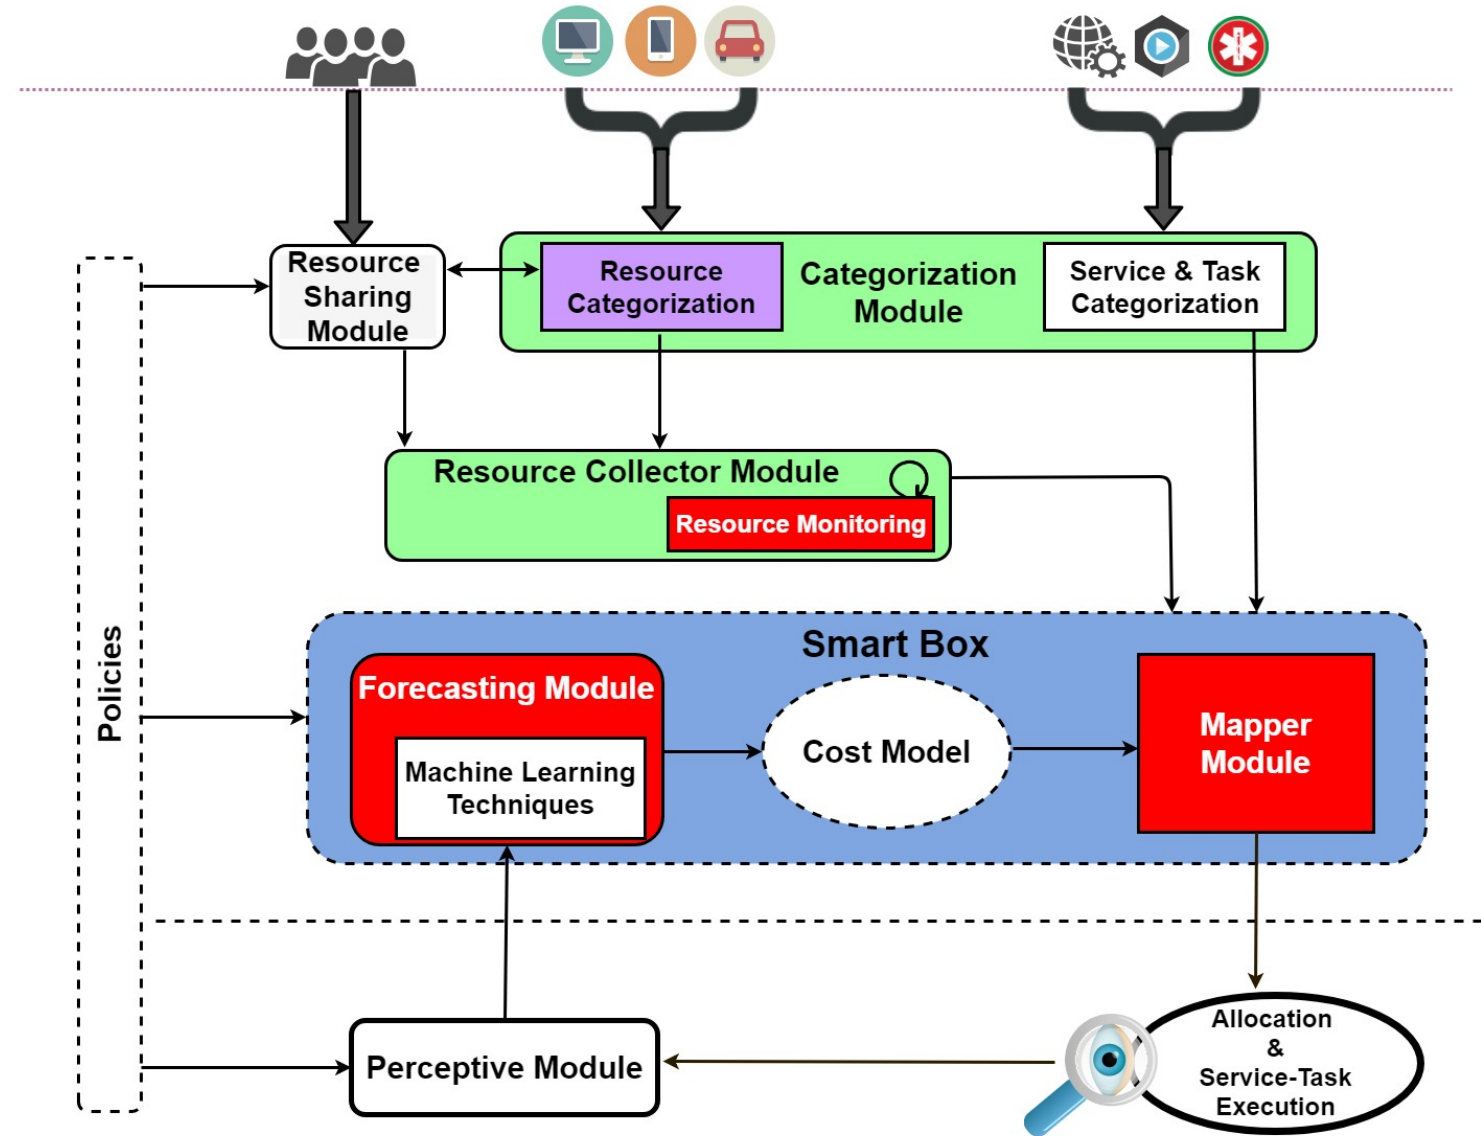 Resource
Sharing
Module
Resource
Categorization
Categorization
Module
Service & Task
Categorization
Resource Collector Module
Resource Monitoring
Policies
Smart Box
Forecasting Module
Machine Learning
Techniques
Cost Model
Mapper
Module
Perceptive Module
Allocation
&
Service-Task
Execution